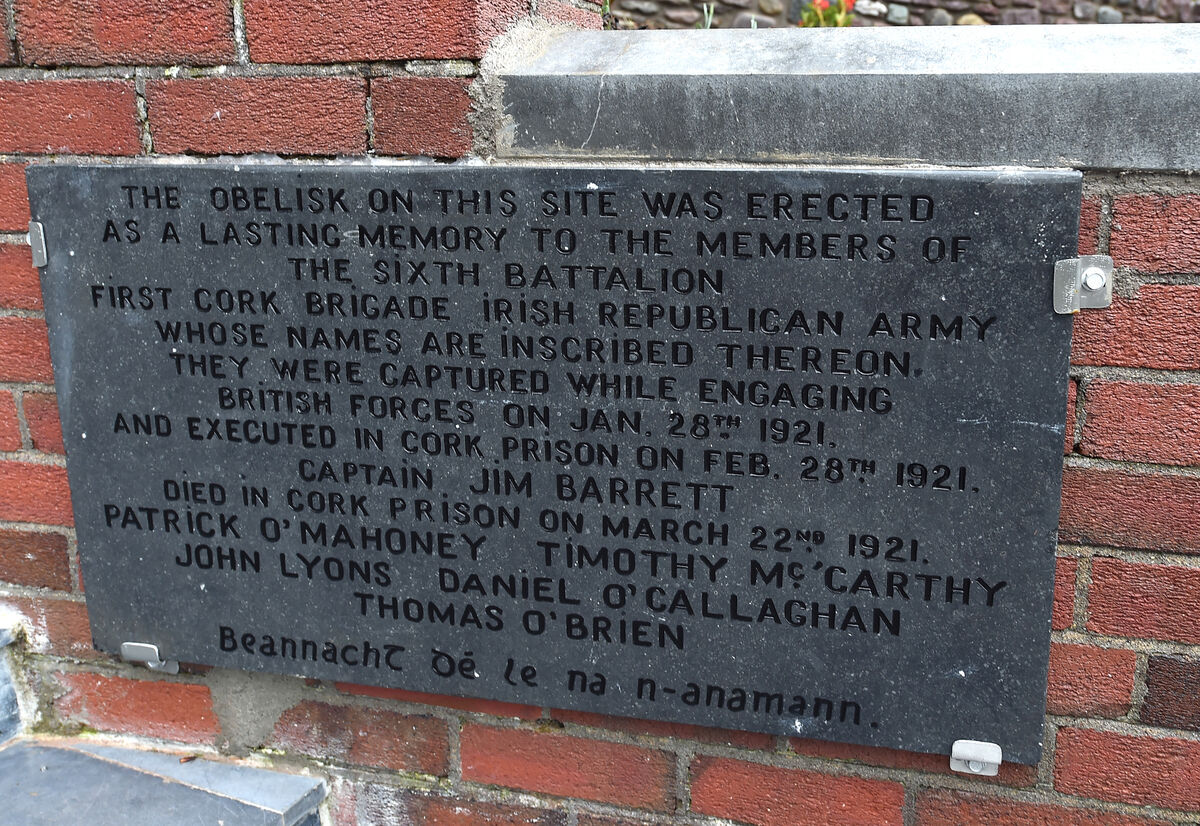 THE OBELISK ON THIS SITE WAS ERECTED
AS A LASTING MEMORY TO THE MEMBERS OF
THE SiXTH BATTALION
FIRST CORK BRIGADE iRISH REPUBLICAN ARMY
WHOSE NAMES ARE iNSCRiBED THEREON.
THEY WERE CAPTURED WHILE ENGAGING
BRiTiSH FORCES ON JAN. 28TH 1921.
AND EXECUTED IN CORK PRISON ON FEB. 28TH 1921.
CAPTAiN JiM BARRETT
DiED iN CORK PRiSON ON MARCH 22ND 1921.
PATRiCK O'MAHONEY TiMOTHY Mc'CARTHY
JOHN LYONS DANiEL O'CALLAGHAN
THOMAS O'BRiEN
Beannacht Dé le na n-anamann.